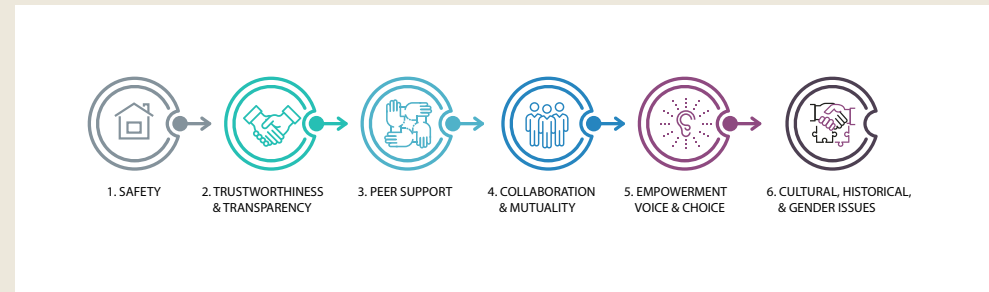 1. SAFETY
2. TRUSTWORTHINESS
& TRANSPARENCY
3. PEER SUPPORT
4. COLLABORATION
& MUTUALITY
5. EMPOWERMENT
VOICE & CHOICE
6. CULTURAL, HISTORICAL,
& GENDER ISSUES